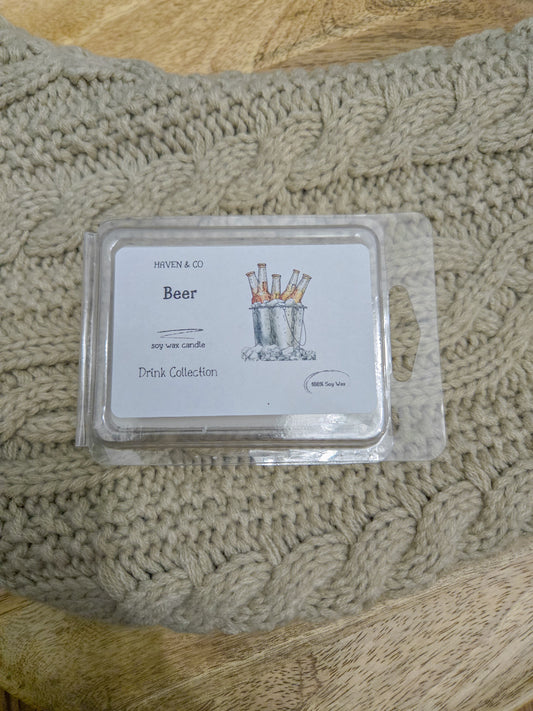 HAVEN & CO
Beer
soy wax candle
Drink Collection
100% Soy Wax